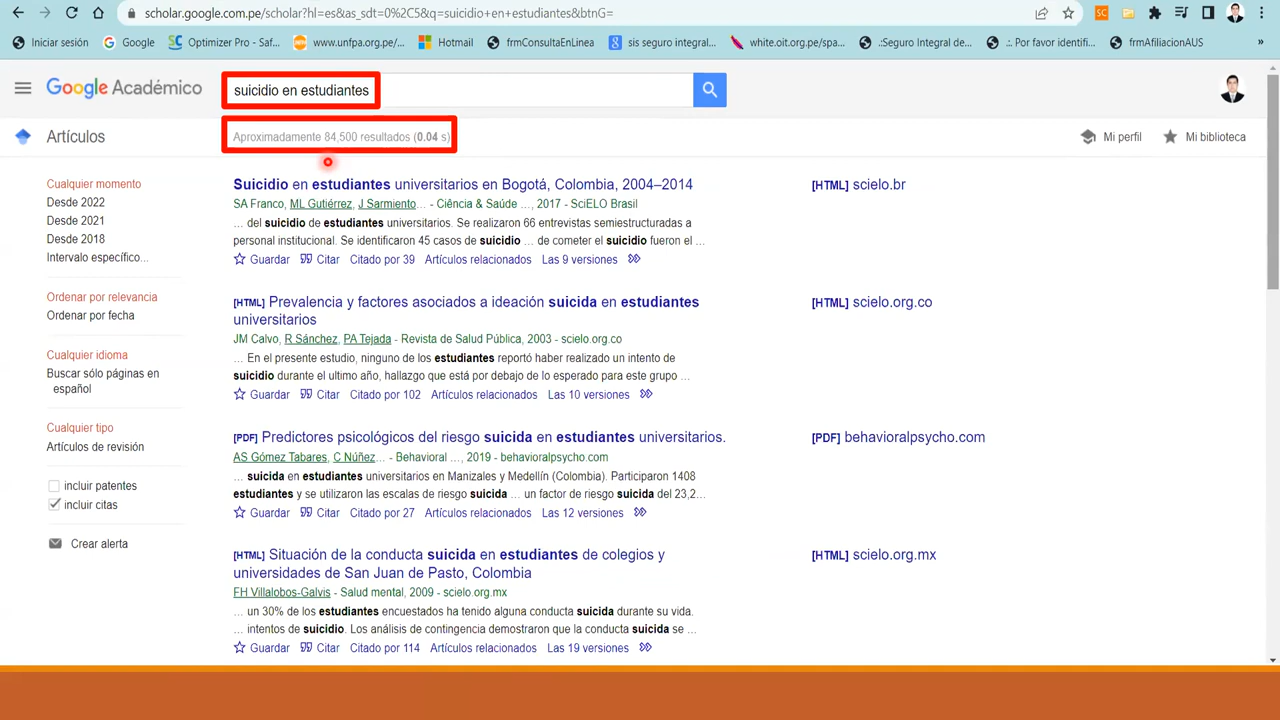 scholar.google.com.pe/scholar?hl=es&as_sdt=0%2C5&q=suicidio+en+estudiantes&btnG=
Iniciar sesión
Google
Optimizer Pro - Saf...
www.unfpa.org.pe/...
Hotmail
frmConsultaEnLinea
sis seguro integral...
white.oit.org.pe/spa...
.:Seguro Integral de...
.:. Por favor identifi...
frmAfiliacionAUS
»
Google Académico
suicidio en estudiantes
Artículos
Aproximadamente 84,500 resultados (0.04 s)
Mi perfil
Mi biblioteca
Cualquier momento
Desde 2022
Desde 2021
Desde 2018
Intervalo específico...
Ordenar por relevancia
Ordenar por fecha
Cualquier idioma
Buscar sólo páginas en
español
Cualquier tipo
Artículos de revisión
incluir patentes
incluir citas
Crear alerta
Suicidio en estudiantes universitarios en Bogotá, Colombia, 2004–2014
[HTML] scielo.br
SA Franco, ML Gutiérrez, J Sarmiento... - Ciência & Saúde ..., 2017 - SciELO Brasil
... del suicidio de estudiantes universitarios. Se realizaron 66 entrevistas semiestructuradas a
personal institucional. Se identificaron 45 casos de suicidio ... de cometer el suicidio fueron el ...
Guardar Citar Citado por 39 Artículos relacionados Las 9 versiones
[HTML] Prevalencia y factores asociados a ideación suicida en estudiantes
universitarios
[HTML] scielo.org.co
JM Calvo, R Sánchez, PA Tejada - Revista de Salud Pública, 2003 - scielo.org.co
... En el presente estudio, ninguno de los estudiantes reportó haber realizado un intento de
suicidio durante el ultimo año, hallazgo que está por debajo de lo esperado para este grupo ...
Guardar Citar Citado por 102 Artículos relacionados Las 10 versiones
[PDF] Predictores psicológicos del riesgo suicida en estudiantes universitarios.
[PDF] behavioralpsycho.com
AS Gómez Tabares, C Núñez... - Behavioral ..., 2019 - behavioralpsycho.com
... suicida en estudiantes universitarios en Manizales y Medellín (Colombia). Participaron 1408
estudiantes y se utilizaron las escalas de riesgo suicida ... un factor de riesgo suicida del 23,2...
Guardar Citar Citado por 27 Artículos relacionados Las 12 versiones
[HTML] Situación de la conducta suicida en estudiantes de colegios y
universidades de San Juan de Pasto, Colombia
[HTML] scielo.org.mx
FH Villalobos-Galvis - Salud mental, 2009 - scielo.org.mx
... un 30% de los estudiantes encuestados ha tenido alguna conducta suicida durante su vida.
... intentos de suicidio. Los análisis de contingencia demostraron que la conducta suicida se ...
Guardar Citar Citado por 114 Artículos relacionados Las 19 versiones